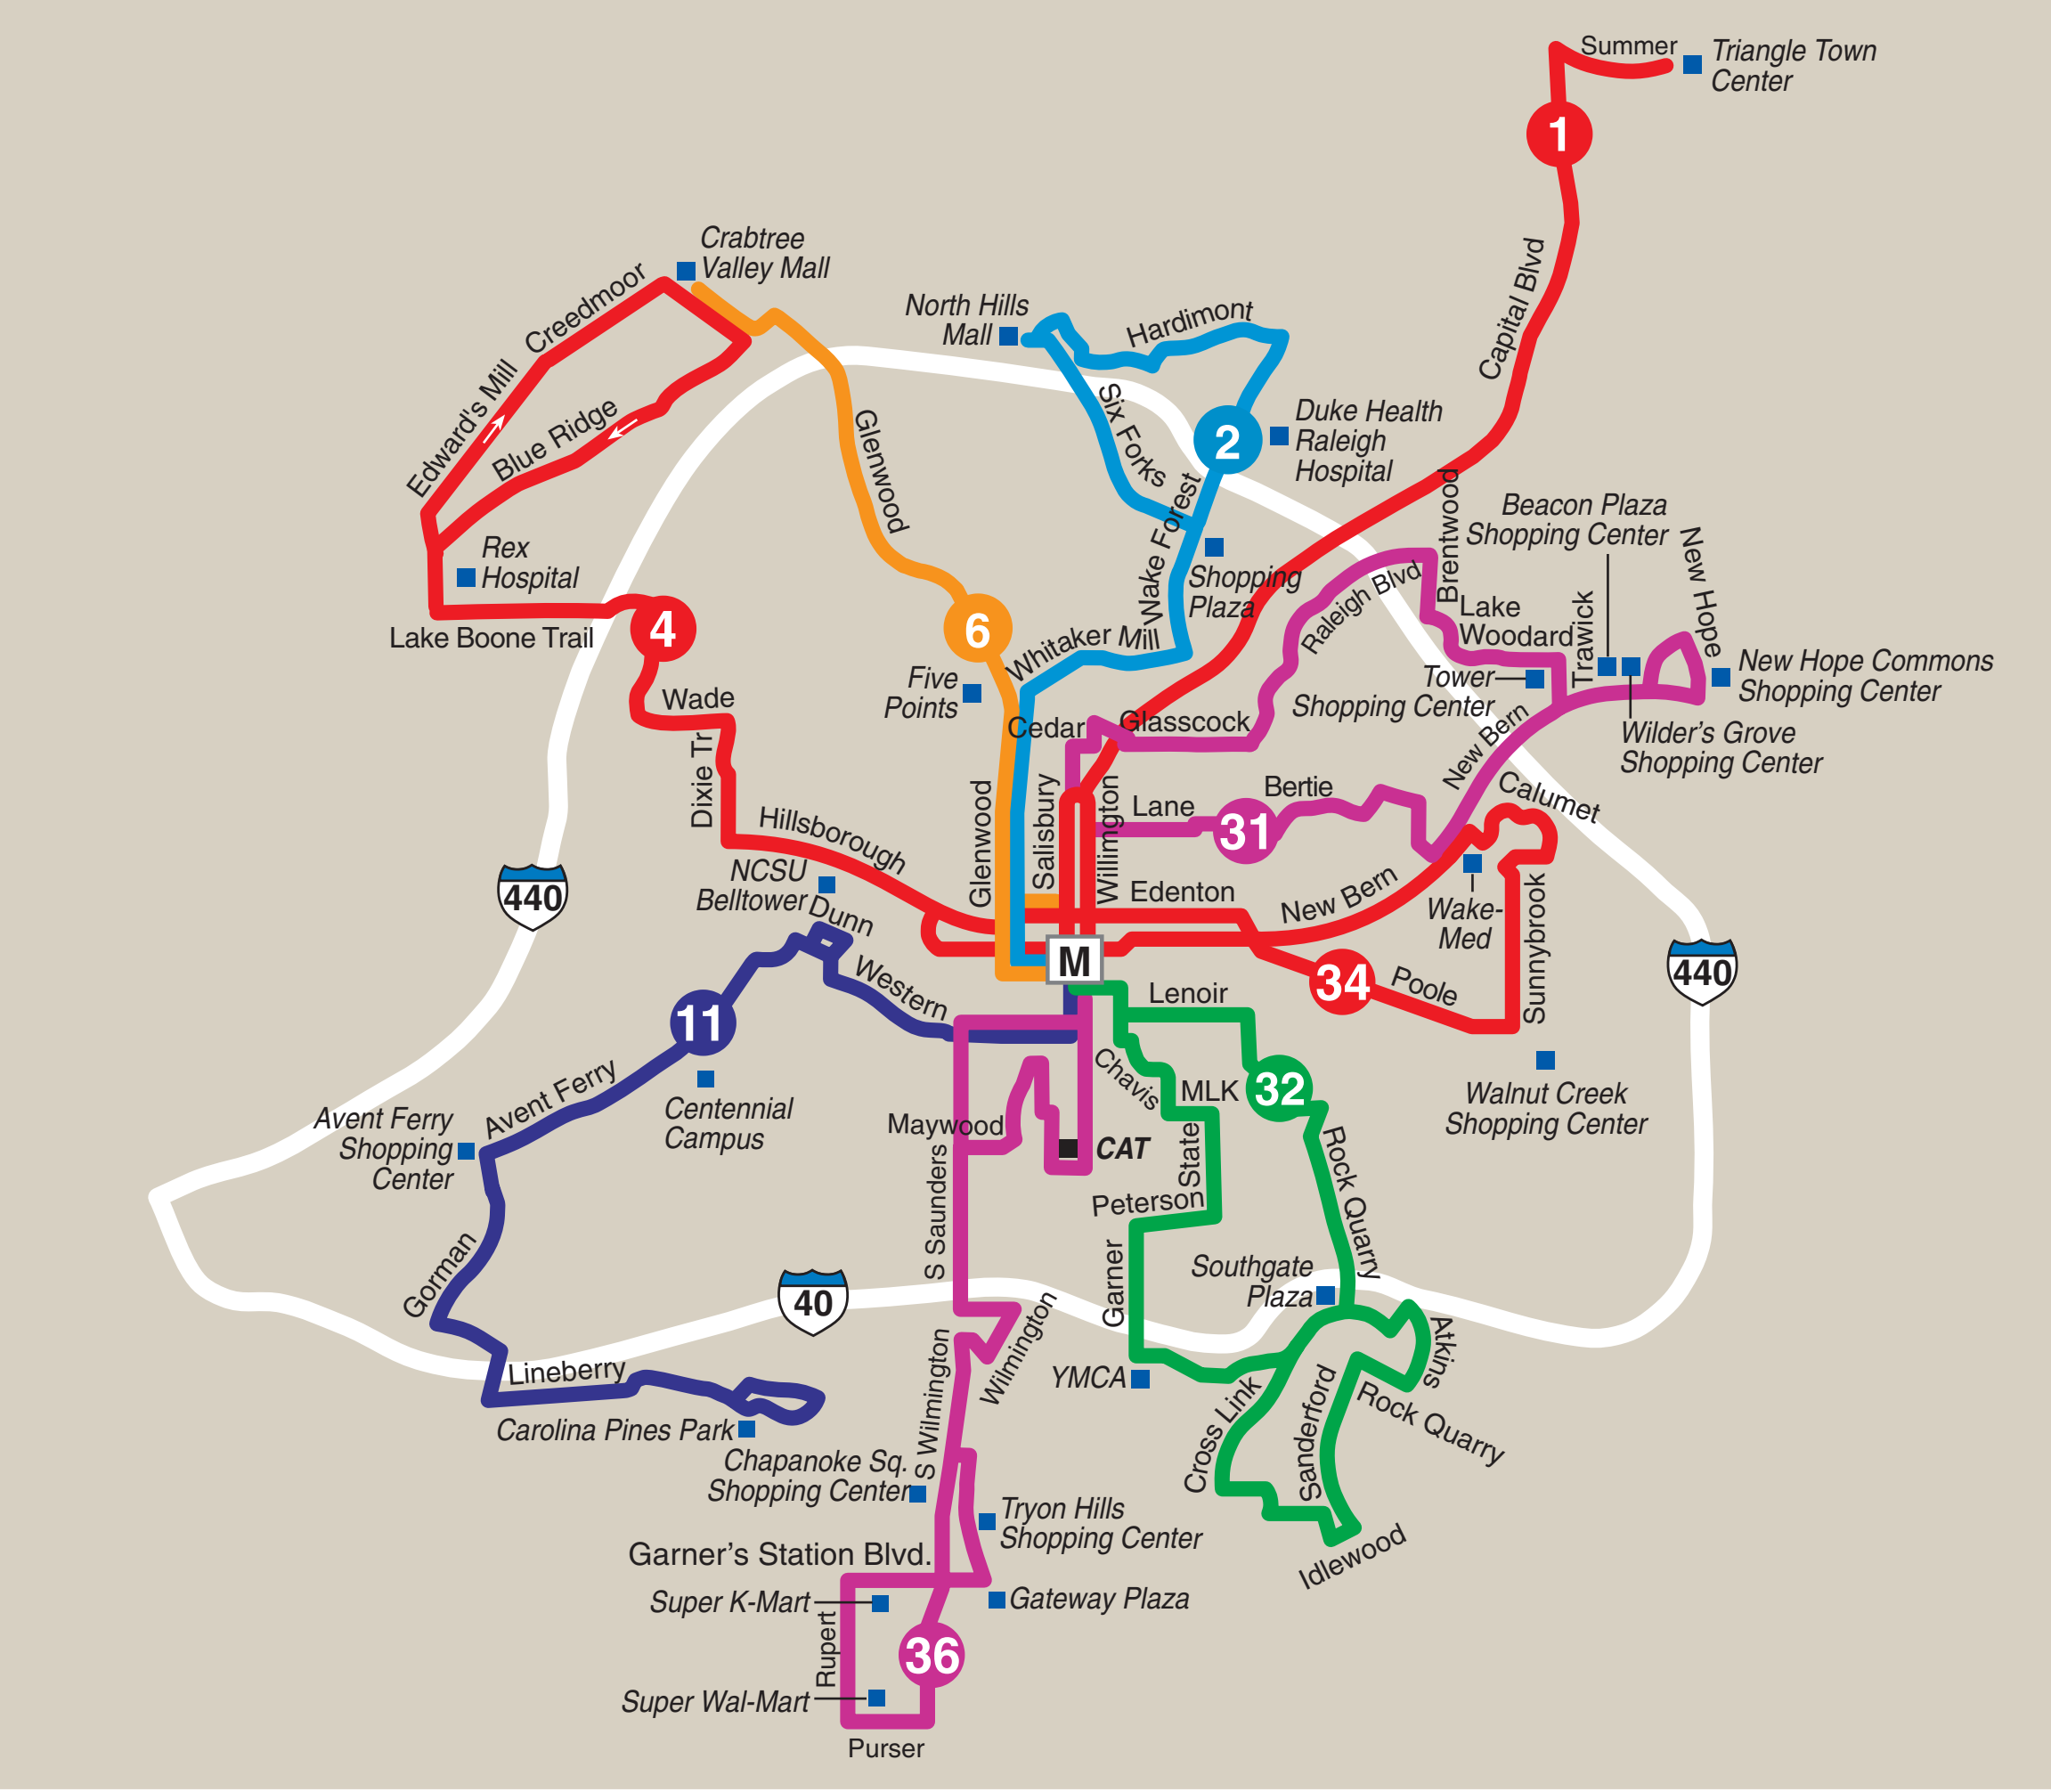 Summer
Triangle Town
Center
1
Capital Blvd
Crabtree
Valley Mall
Creedmoor
Edward's Mill
Blue Ridge
Rex
Hospital
Lake Boone Trail
4
Wade
Dixie Tr
Hillsborough
North Hills
Mall
Hardimont
Six Forks
2
Duke Health
Raleigh
Hospital
Wake Forest
Shopping
Plaza
Whitaker Mill
Glenwood
6
Five
Points
Cedar
Glasscock
Raleigh Blvd
Brentwood
Lake
Woodard
Beacon Plaza
Shopping Center
New Hope
Trawick
Tower
Shopping Center
New Hope Commons
Shopping Center
Wilder's Grove
Shopping Center
New Bern
Calumet
Glenwood
Salisbury
Willimgton
Lane
31
Bertie
Edenton
New Bern
Wake-
Med
Sunnybrook
34
Poole
M
440
440
NCSU
Belltower
Dunn
Western
11
Centennial
Campus
Avent Ferry
Avent Ferry
Shopping
Center
Gorman
Lineberry
Carolina Pines Park
40
Lenoir
Chavis
MLK
32
Walnut Creek
Shopping Center
Maywood
CAT
State
Peterson
Rock Quarry
S Saunders
Garner
Southgate
Plaza
Wilmington
S Wilmington
YMCA
Atkins
Cross Link
Sanderford
Rock Quarry
Idlewood
Chapanoke Sq.
Shopping Center
Tryon Hills
Shopping Center
Garner's Station Blvd.
Super K-Mart
Gateway Plaza
Rupert
36
Super Wal-Mart
Purser